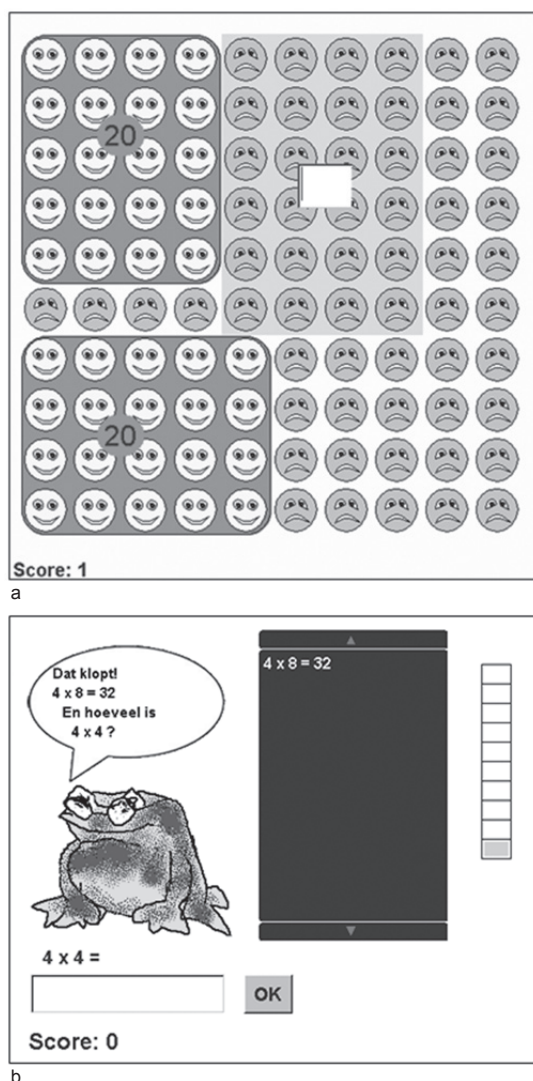 20
20
Score: 1
a
Dat klopt!
4 x 8 = 32
En hoeveel is
4 x 4 ?
4 x 8 = 32
4 x 4 =
OK
Score: 0
b